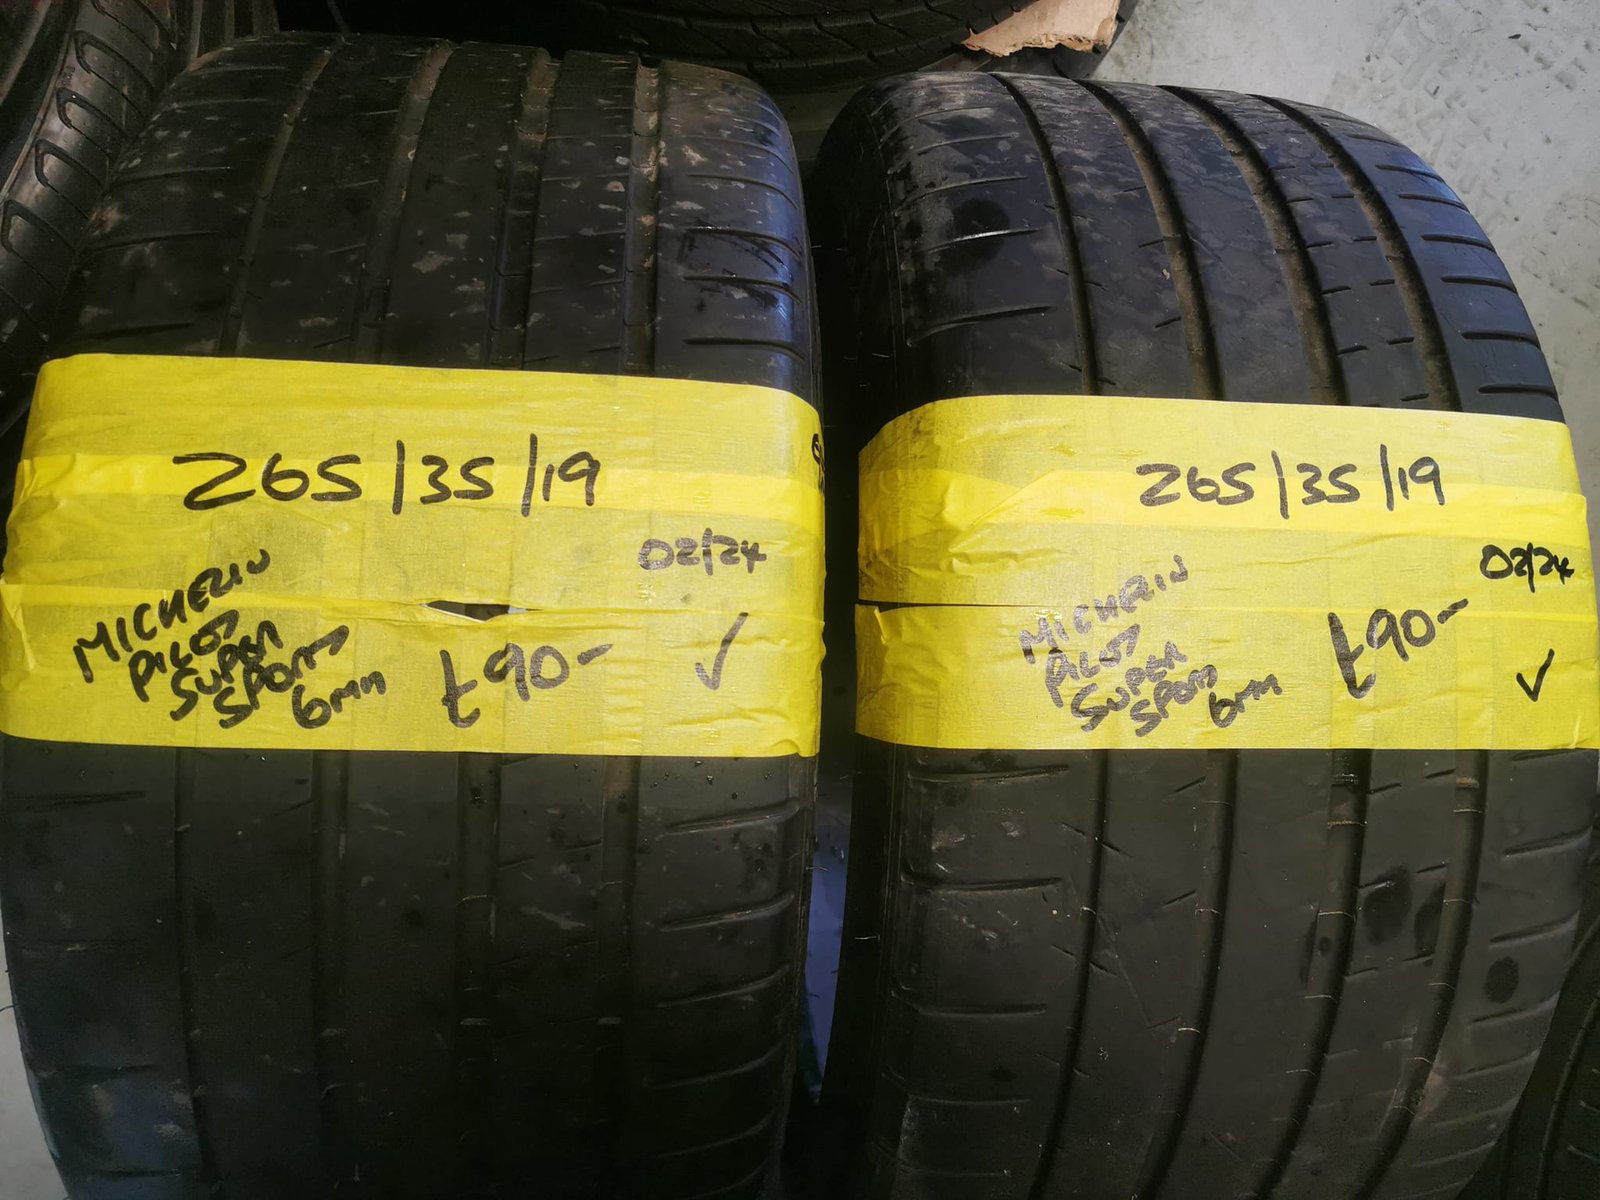 265/35/19
02/24
MICHELIN
PILOT
SUPER
SPORT
6mm
£90-
✓
265/35/19
02/24
MICHELIN
PILOT
SUPER
SPORT
6mm
£90-
✓